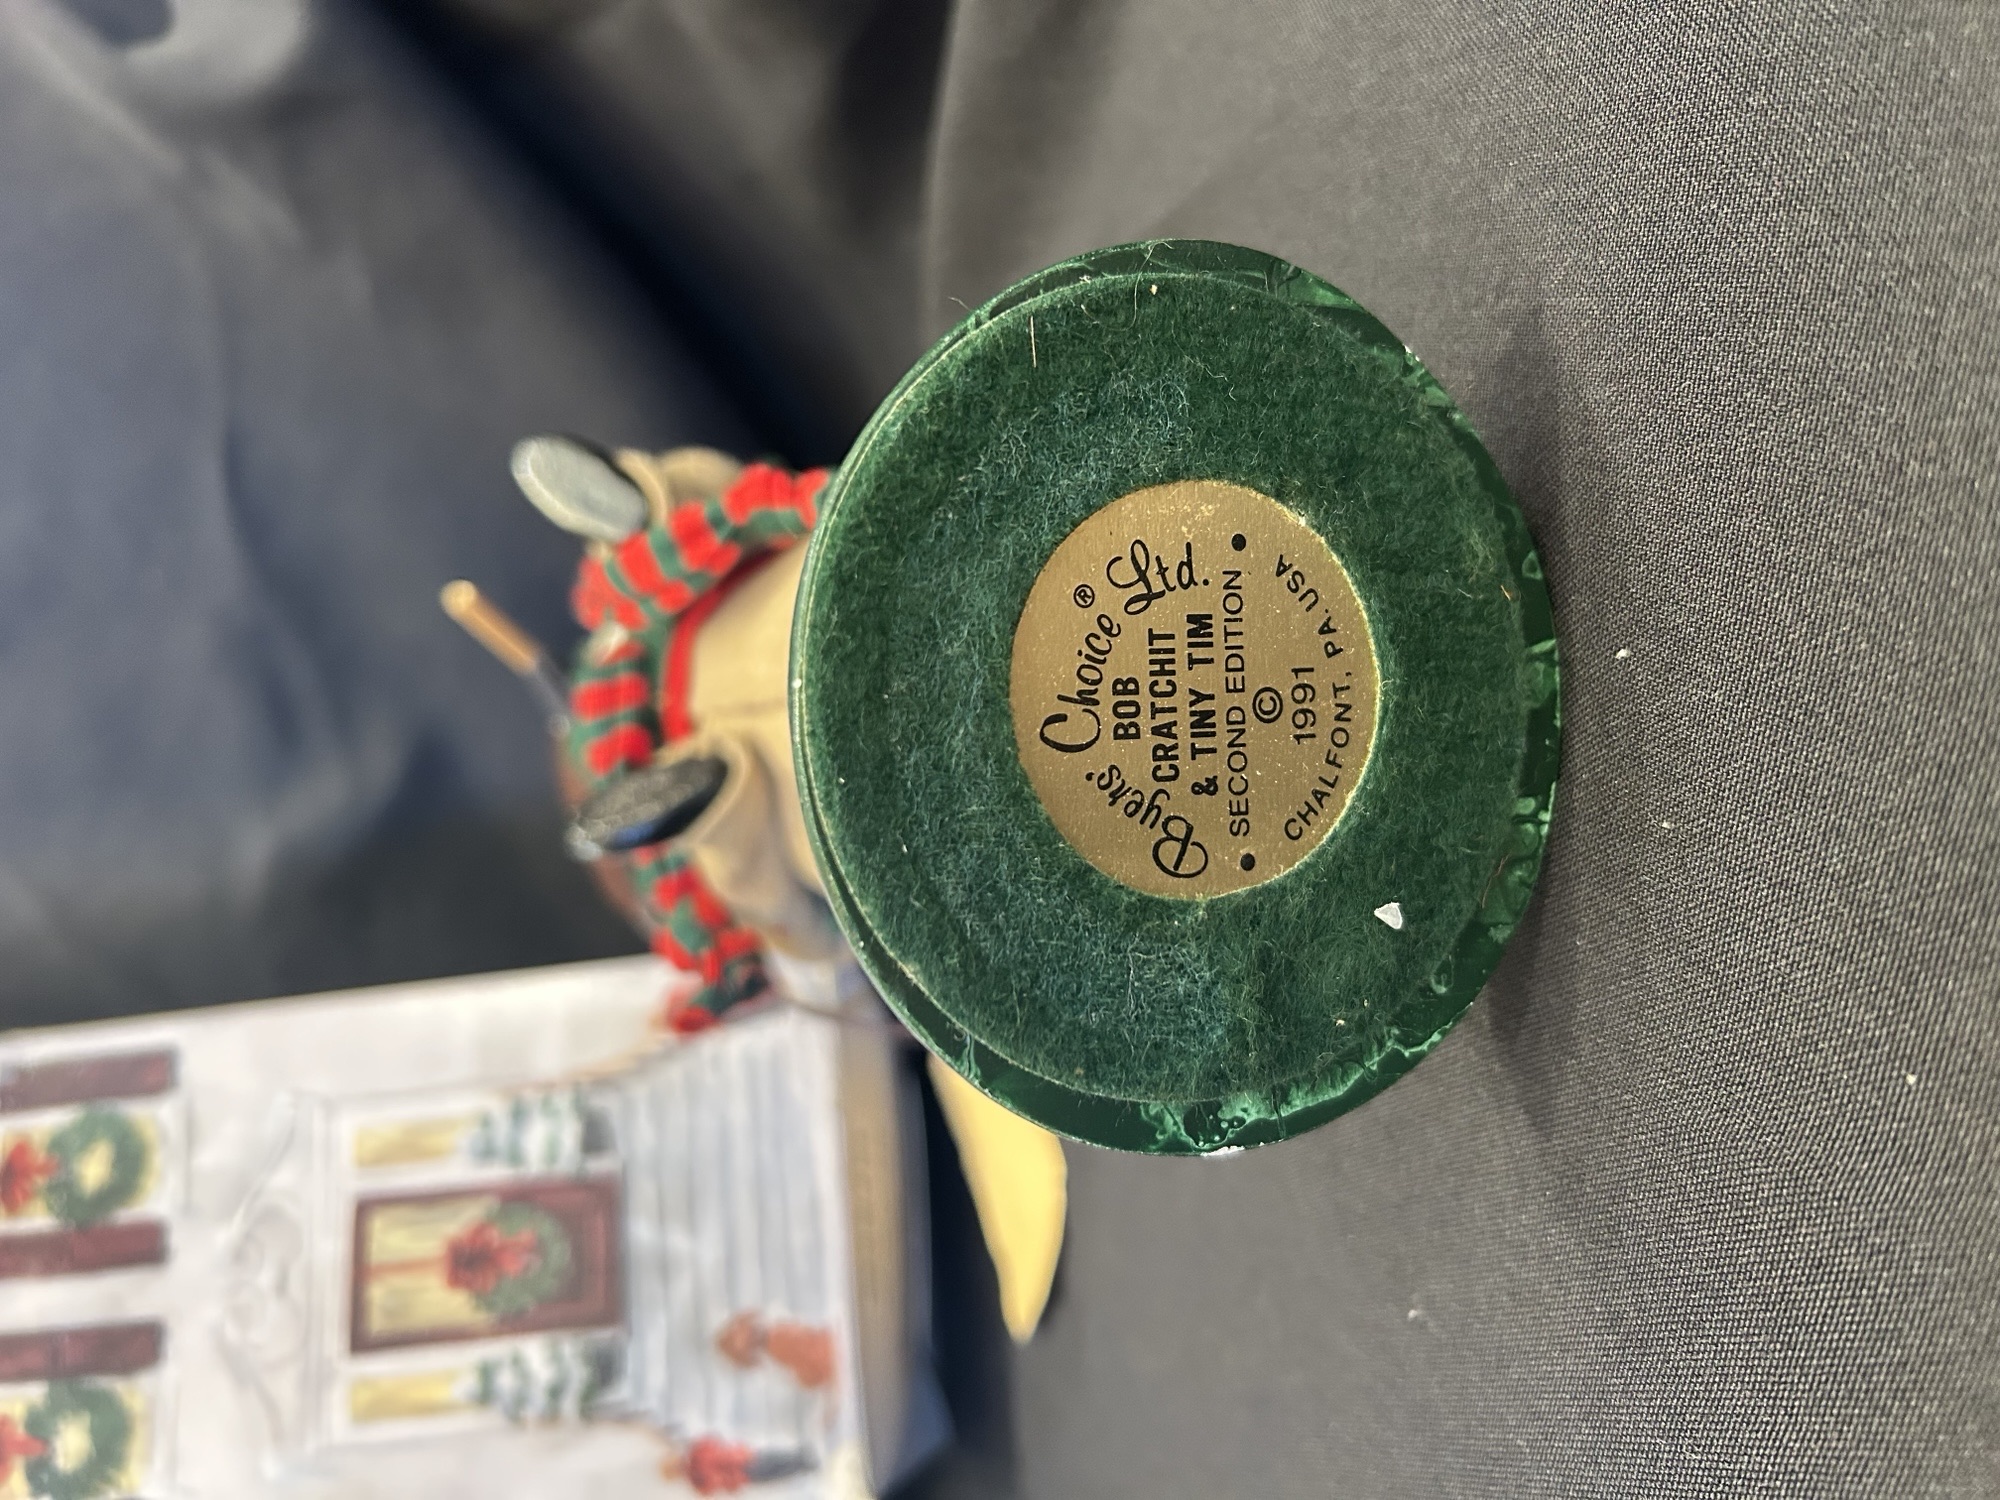 Byers' Choice® Ltd.
BOB
CRATCHIT
& TINY TIM
• SECOND EDITION •
©
1991
CHALFONT, PA. USA